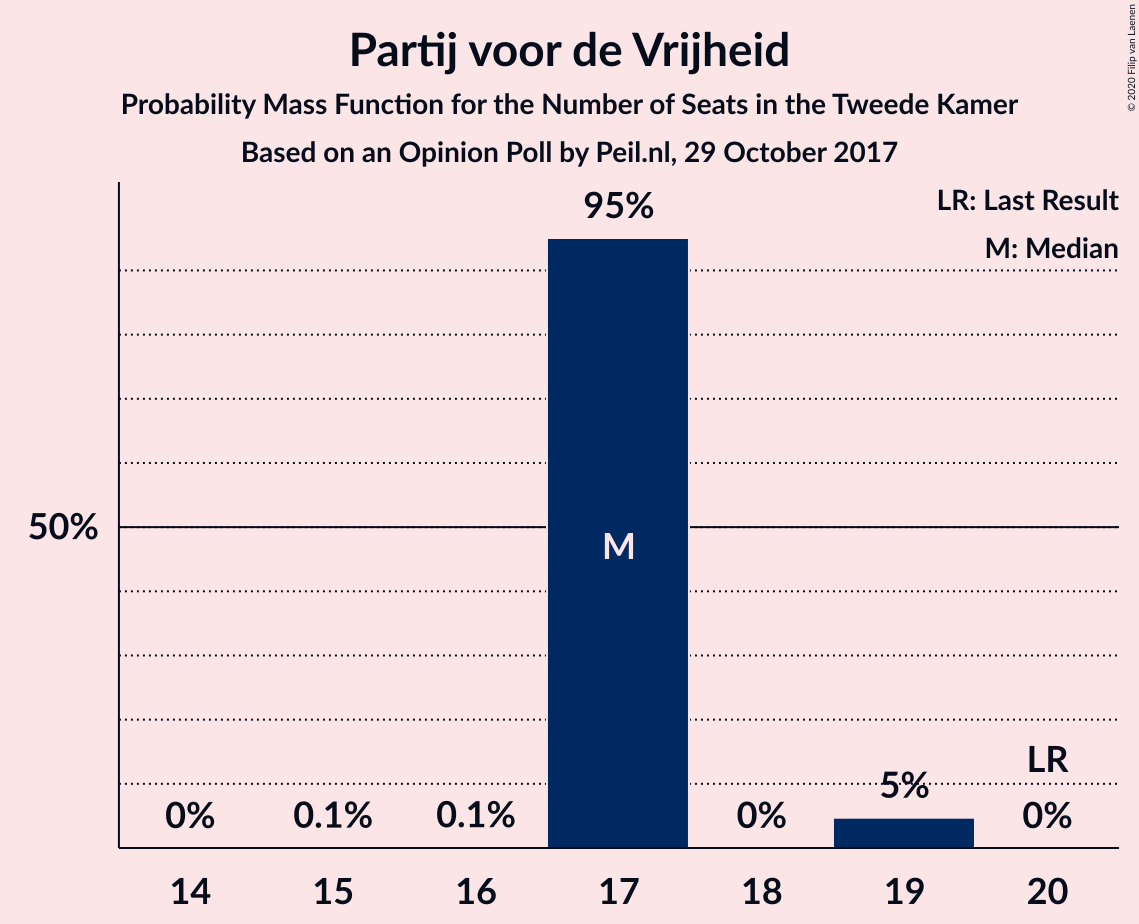 Partij voor de Vrijheid
Probability Mass Function for the Number of Seats in the Tweede Kamer
Based on an Opinion Poll by Peil.nl, 29 October 2017
© 2020 Filip van Laenen
LR: Last Result
M: Median
95%
50%
M
LR
0%
0.1%
0.1%
0%
5%
0%
14
15
16
17
18
19
20